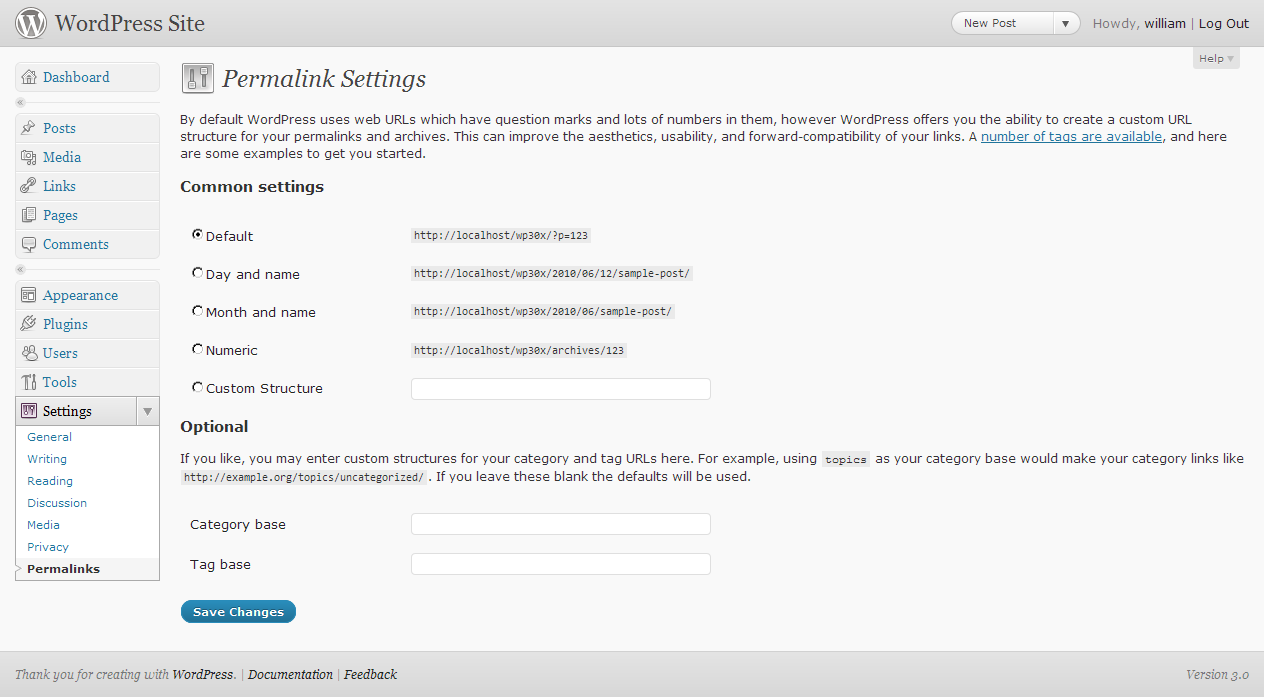 WordPress Site
New Post
Howdy, william | Log Out
Help
Dashboard
Posts
Media
Links
Pages
Comments
Appearance
Plugins
Users
Tools
Settings
General
Writing
Reading
Discussion
Media
Privacy
Permalinks
Permalink Settings
By default WordPress uses web URLs which have question marks and lots of numbers in them, however WordPress offers you the ability to create a custom URL
structure for your permalinks and archives. This can improve the aesthetics, usability, and forward-compatibility of your links. A number of tags are available, and here
are some examples to get you started.
Common settings
Default http://localhost/wp30x/?p=123
Day and name http://localhost/wp30x/2010/06/12/sample-post/
Month and name http://localhost/wp30x/2010/06/sample-post/
Numeric http://localhost/wp30x/archives/123
Custom Structure
Optional
If you like, you may enter custom structures for your category and tag URLs here. For example, using topics as your category base would make your category links like
http://example.org/topics/uncategorized/ . If you leave these blank the defaults will be used.
Category base
Tag base
Save Changes
Thank you for creating with WordPress. | Documentation | Feedback
Version 3.0